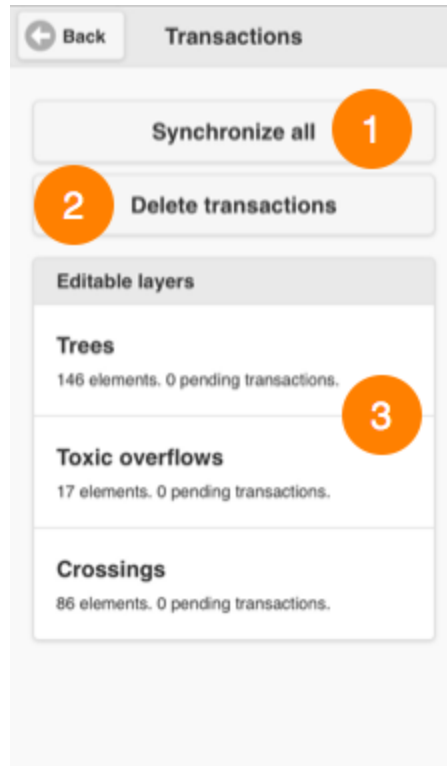 Back Transactions
Synchronize all 1
2 Delete transactions
Editable layers
Trees
146 elements. 0 pending transactions.
3
Toxic overflows
17 elements. 0 pending transactions.
Crossings
86 elements. 0 pending transactions.